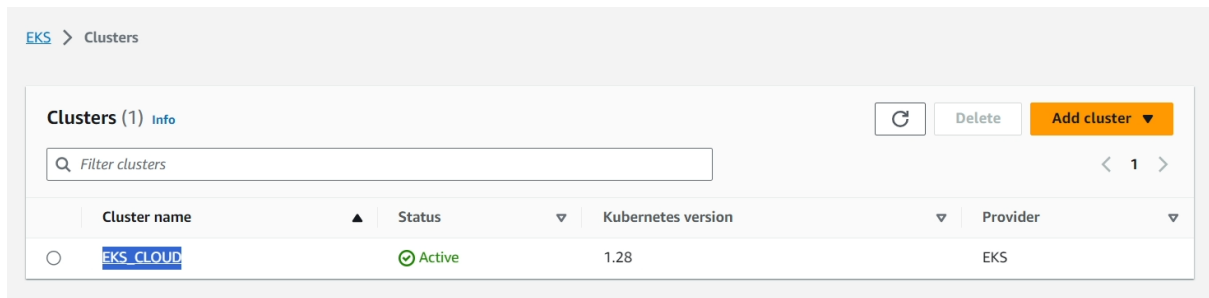 EKS > Clusters
Clusters (1) Info
Delete
Add cluster
Filter clusters
1
Cluster name Status Kubernetes version Provider
EKS_CLOUD Active 1.28 EKS